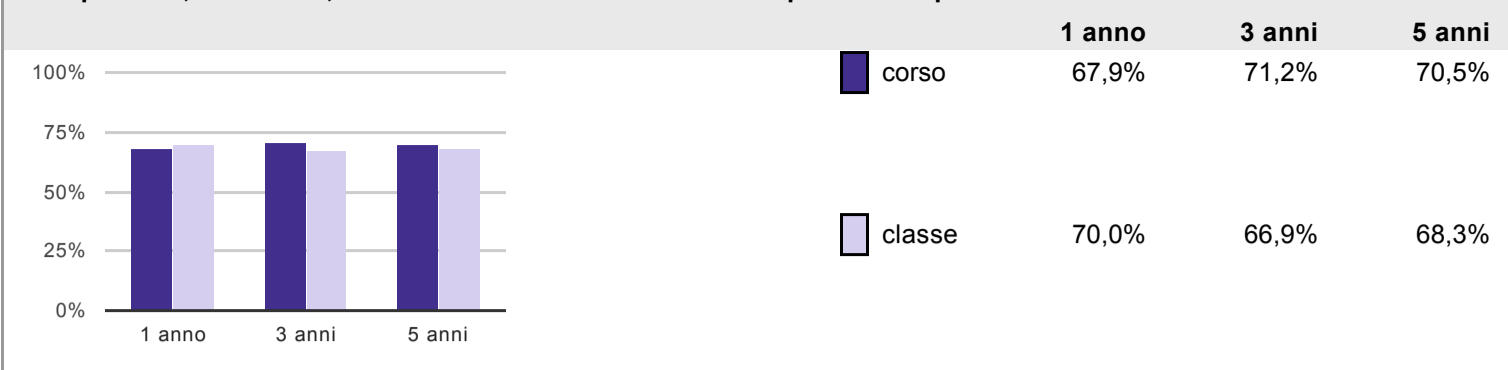 1 anno 3 anni 5 anni
100%
75%
50%
25%
0%
1 anno 3 anni 5 anni
corso 67,9% 71,2% 70,5%
classe 70,0% 66,9% 68,3%